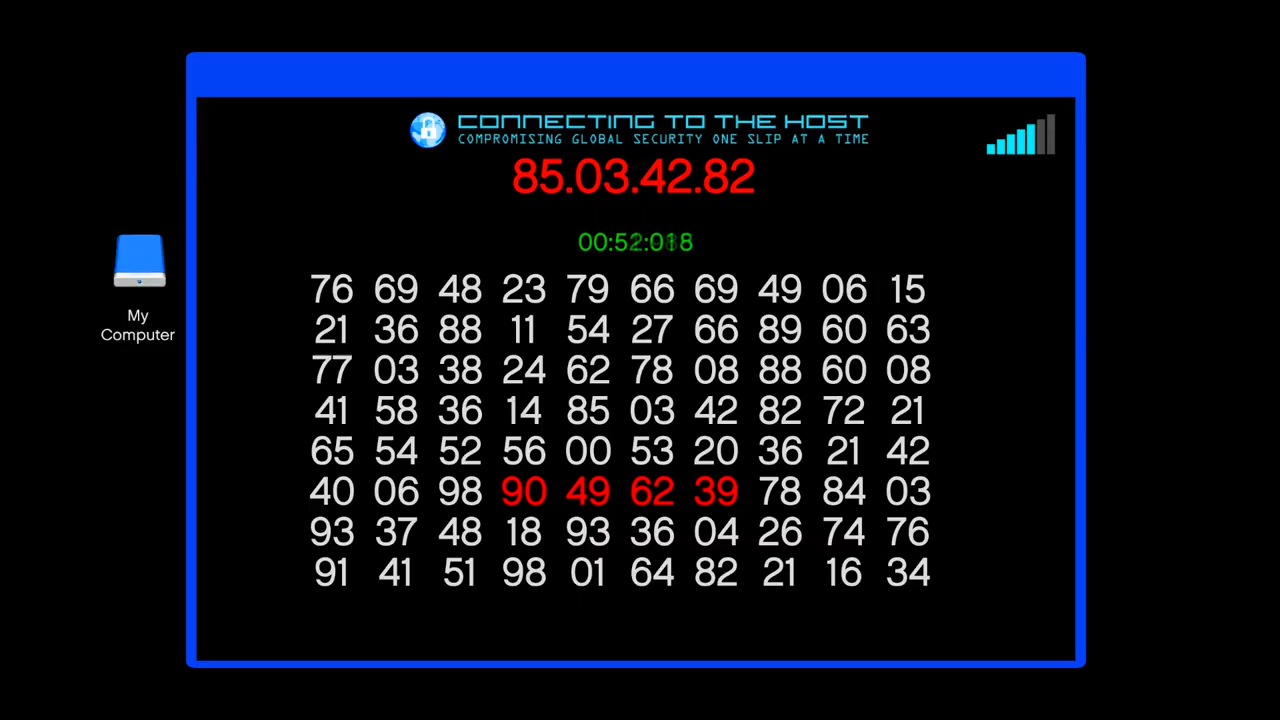 CONNECTING TO THE HOST
COMPROMISING GLOBAL SECURITY ONE SLIP AT A TIME
85.03.42.82
My
Computer
76 69 48 23 79 66 69 49 06 15
21 36 88 11 54 27 66 89 60 63
77 03 38 24 62 78 08 88 60 08
41 58 36 14 85 03 42 82 72 21
65 54 52 56 00 53 20 36 21 42
40 06 98 90 49 62 39 78 84 03
93 37 48 18 93 36 04 26 74 76
91 41 51 98 01 64 82 21 16 34